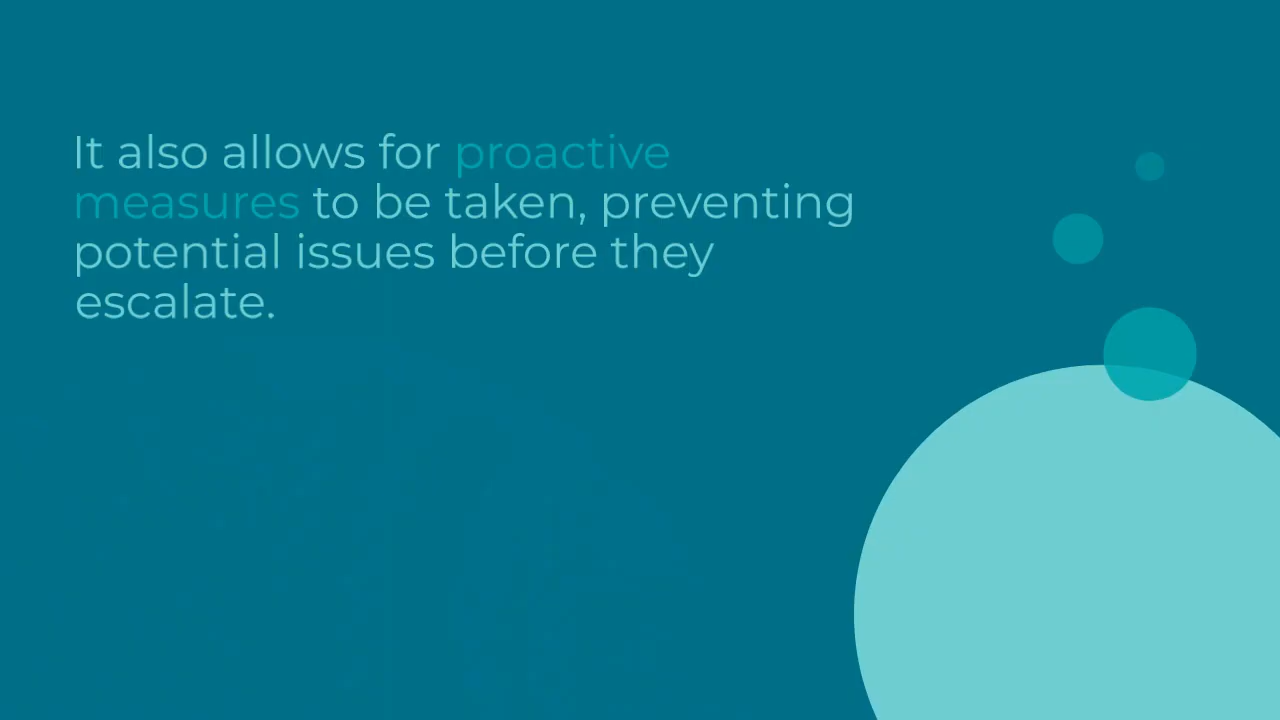 It also allows for proactive
measures to be taken, preventing
potential issues before they
escalate.